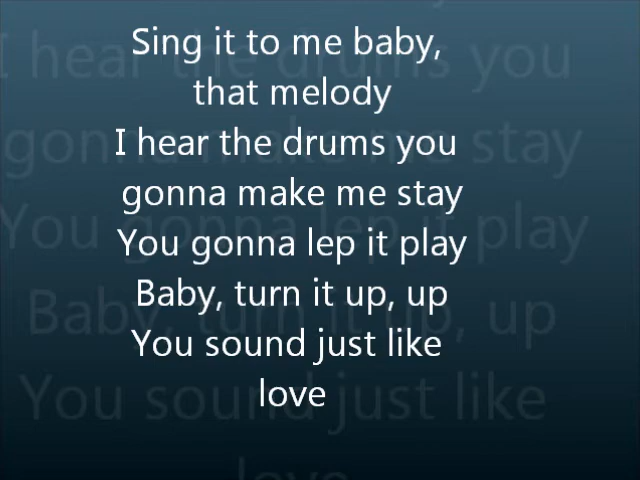 Sing it to me baby,
that melody
I hear the drums you
gonna make me stay
You gonna lep it play
Baby, turn it up, up
You sound just like
love